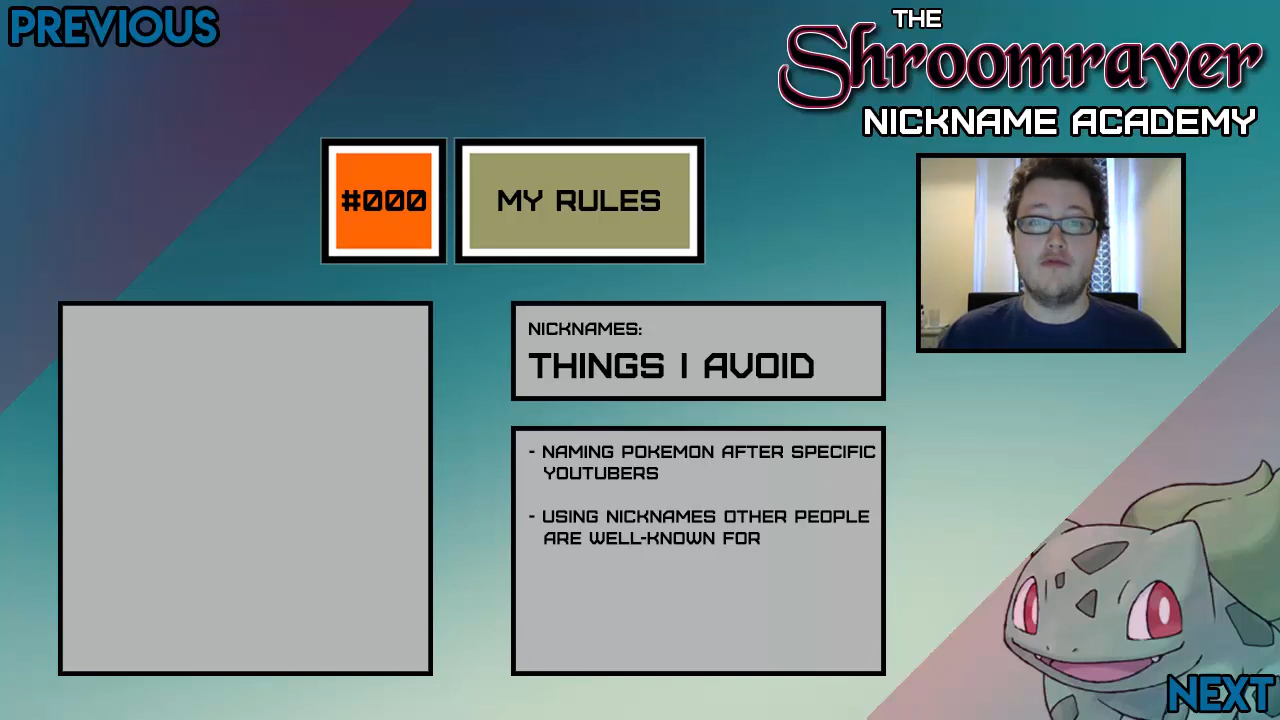 PREVIOUS
THE
Shroomraver
NICKNAME ACADEMY
#000
MY RULES
NICKNAMES:
THINGS I AVOID
- NAMING POKEMON AFTER SPECIFIC
YOUTUBERS
- USING NICKNAMES OTHER PEOPLE
ARE WELL-KNOWN FOR
NEXT